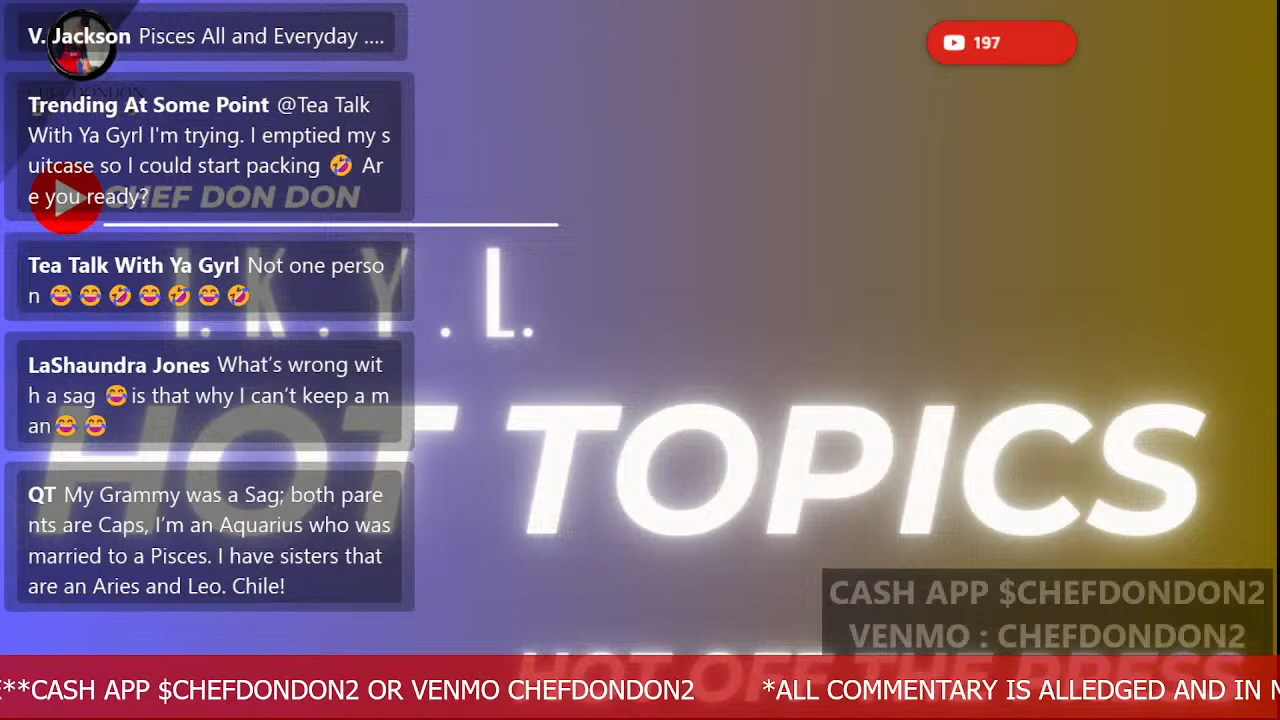 V. Jackson Pisces All and Everyday ....
197
Trending At Some Point @Tea Talk
With Ya Gyrl I'm trying. I emptied my s
uitcase so I could start packing 🤣 Ar
e you ready?
CHEF DON DON
Tea Talk With Ya Gyrl Not one perso
n 😂😂🤣😂🤣😂🤣
I. K . Y . L.
LaShaundra Jones What's wrong wit
h a sag 😂is that why I can't keep a m
an😂 😂
HOT TOPICS
QT My Grammy was a Sag; both pare
nts are Caps, I'm an Aquarius who was
married to a Pisces. I have sisters that
are an Aries and Leo. Chile!
CASH APP $CHEFDONDON2
VENMO : CHEFDONDON2
HOT OFF THE PRESS
**CASH APP $CHEFDONDON2 OR VENMO CHEFDONDON2 *ALL COMMENTARY IS ALLEDGED AND IN